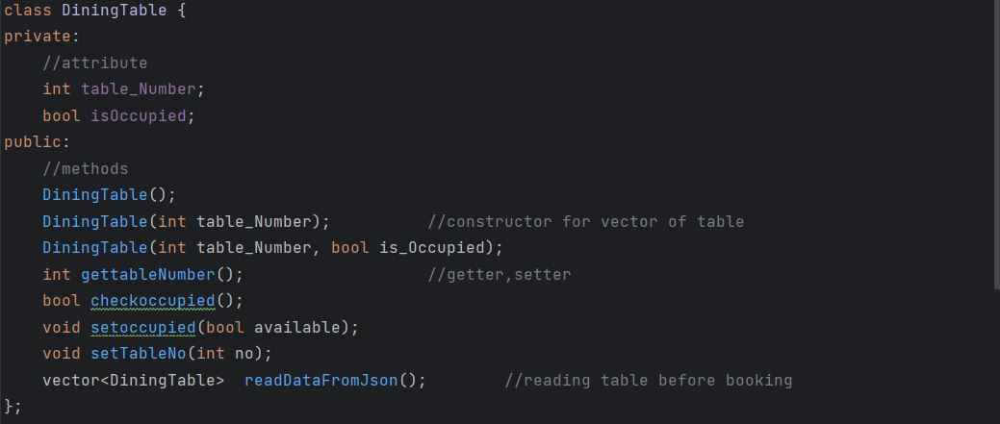 class DiningTable {
private:
    //attribute
    int table_Number;
    bool isOccupied;
public:
    //methods
    DiningTable();
    DiningTable(int table_Number);          //constructor for vector of table
    DiningTable(int table_Number, bool is_Occupied);
    int gettableNumber();                   //getter,setter
    bool checkoccupied();
    void setoccupied(bool available);
    void setTableNo(int no);
    vector<DiningTable>  readDataFromJson();        //reading table before booking
};